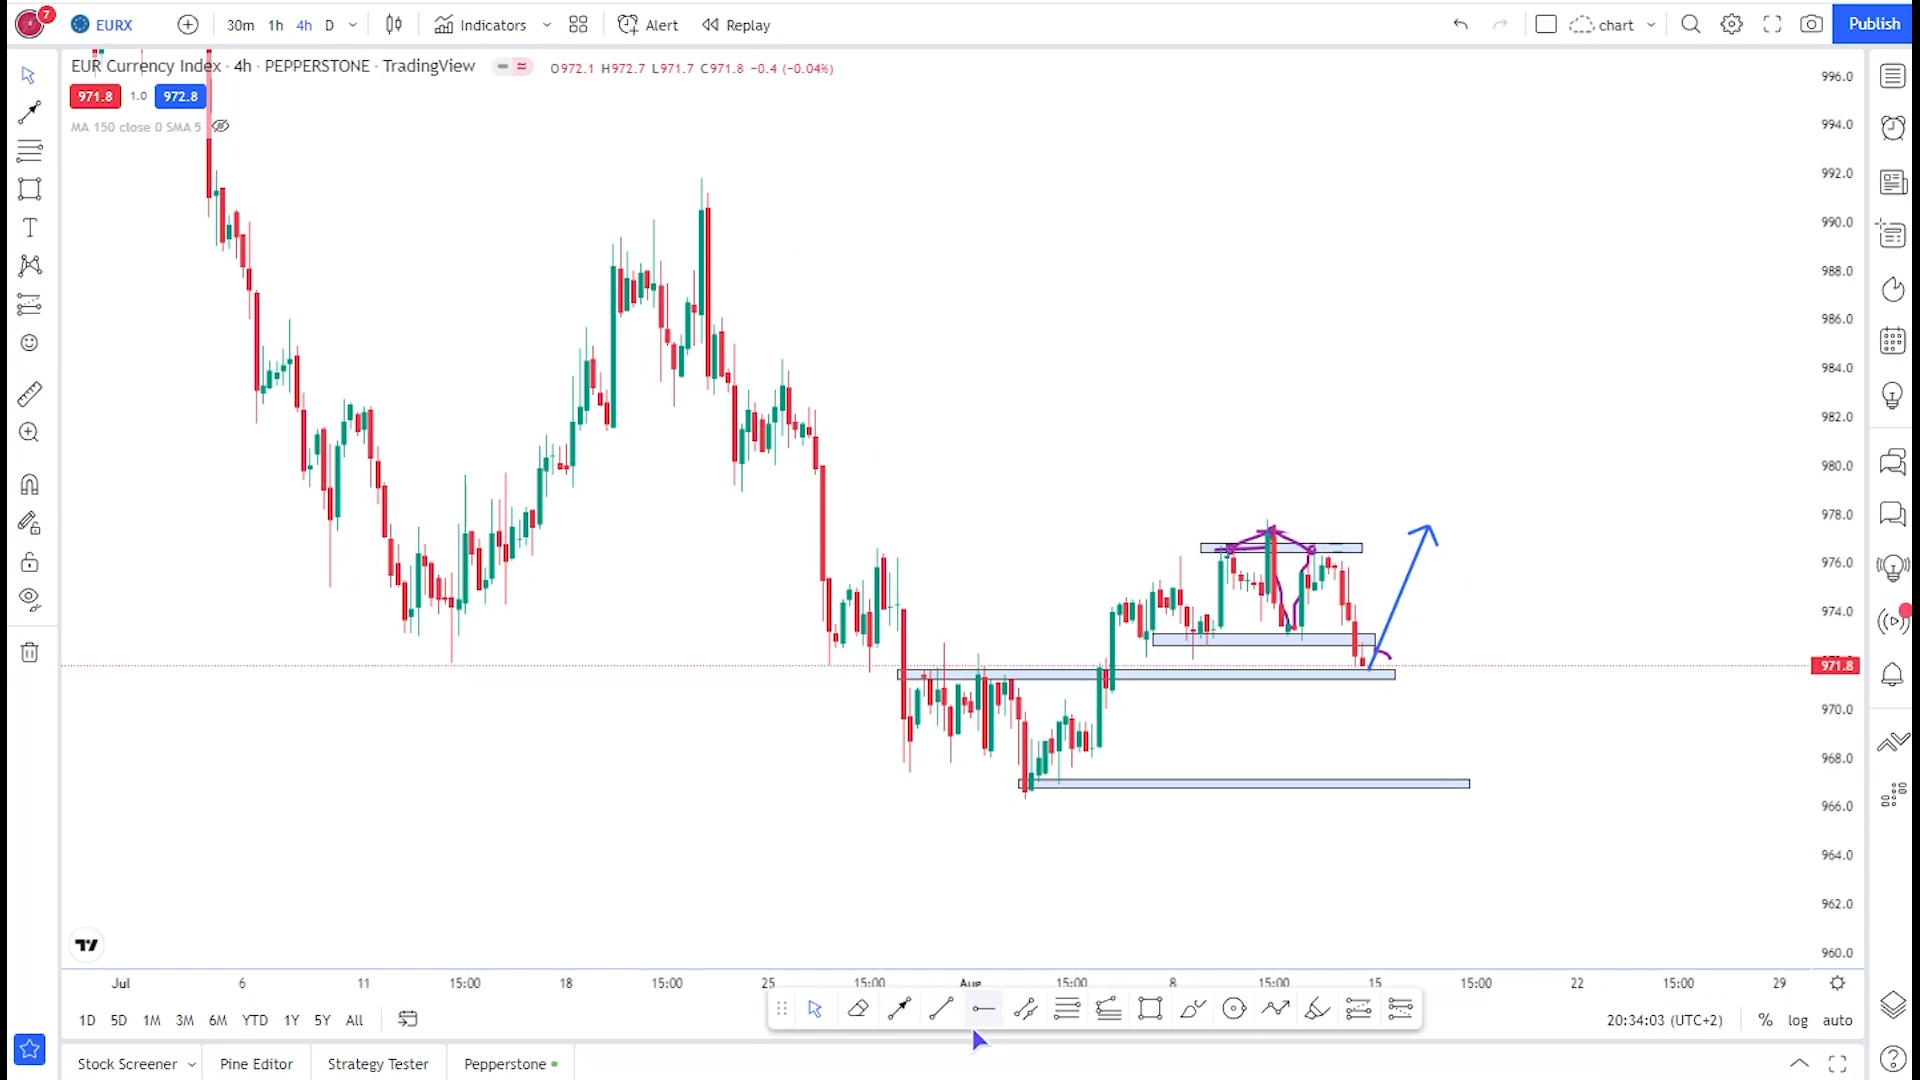 7
EURX
30m 1h 4h D
Indicators
Alert
Replay
chart
Publish
EUR Currency Index · 4h · PEPPERSTONE · TradingView
O972.1 H972.7 L971.7 C971.8 −0.4 (−0.04%)
971.8 1.0 972.8
MA 150 close 0 SMA 5
996.0
994.0
992.0
990.0
988.0
986.0
984.0
982.0
980.0
978.0
976.0
974.0
971.8
970.0
968.0
966.0
964.0
962.0
960.0
Jul 6 11 15:00 18 15:00 25 15:00 Aug 15:00 8 15:00 15 15:00 22 15:00 29
1D 5D 1M 3M 6M YTD 1Y 5Y All
20:34:03 (UTC+2) % log auto
Stock Screener Pine Editor Strategy Tester Pepperstone